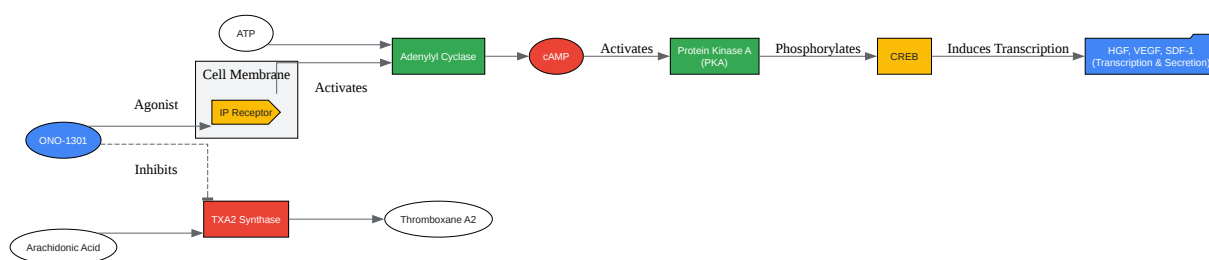 ATP
Adenylyl Cyclase
cAMP
Activates
Protein Kinase A
(PKA)
Phosphorylates
CREB
Induces Transcription
HGF, VEGF, SDF-1
(Transcription & Secretion)
Cell Membrane
Activates
IP Receptor
Agonist
ONO-1301
Inhibits
TXA2 Synthase
Thromboxane A2
Arachidonic Acid